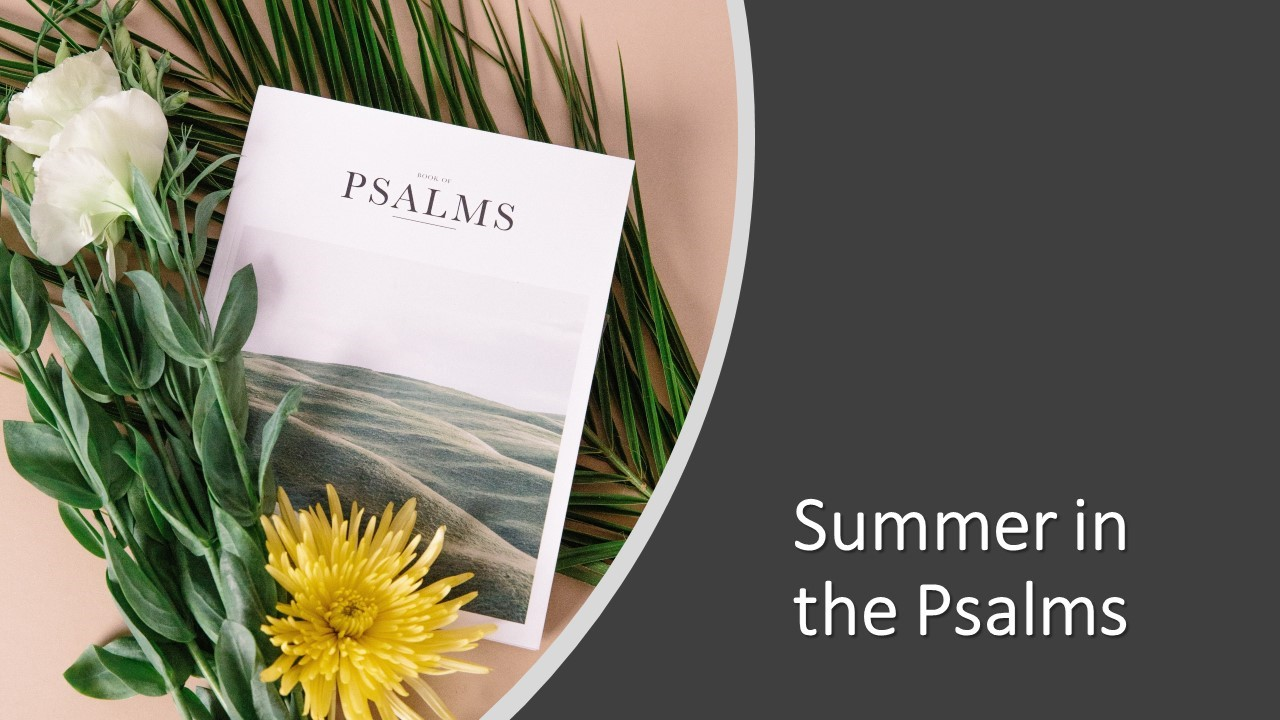 BOOK OF
PSALMS
Summer in
the Psalms